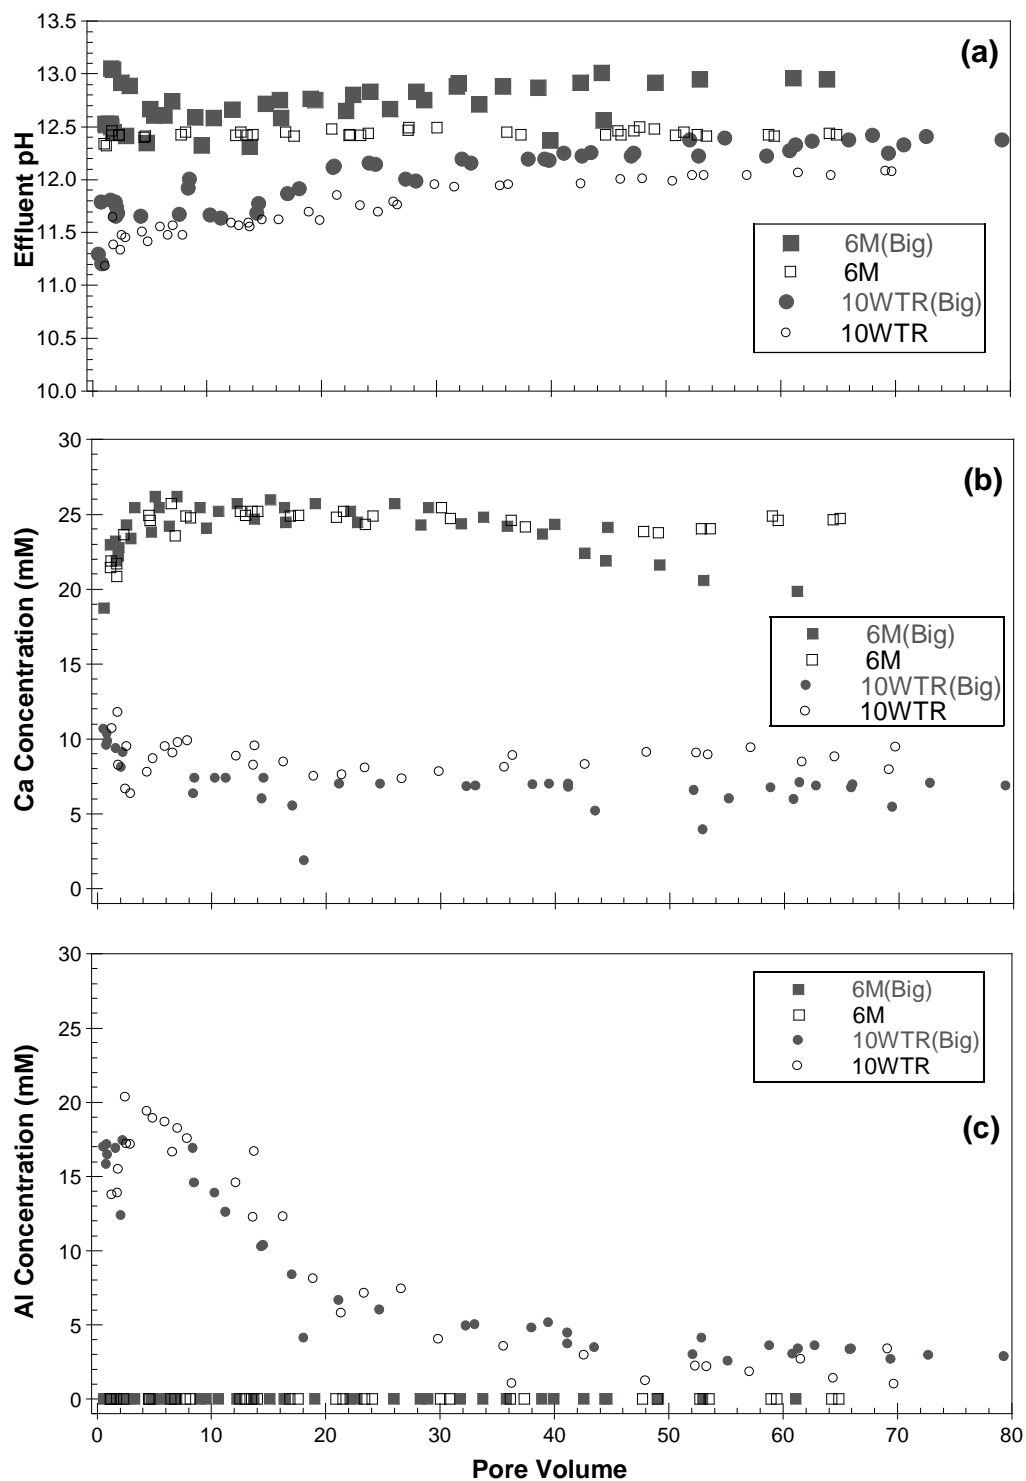 13.5
(a)
13.0
12.5
12.0
11.5
11.0
10.5
10.0
Effluent pH
6M(Big)
6M
10WTR(Big)
10WTR
30
(b)
25
20
15
10
5
0
Ca Concentration (mM)
6M(Big)
6M
10WTR(Big)
10WTR
30
25
20
15
10
5
0
Al Concentration (mM)
6M(Big)
6M
10WTR(Big)
10WTR
(c)
0 10 20 30 40 50 60 70 80
Pore Volume